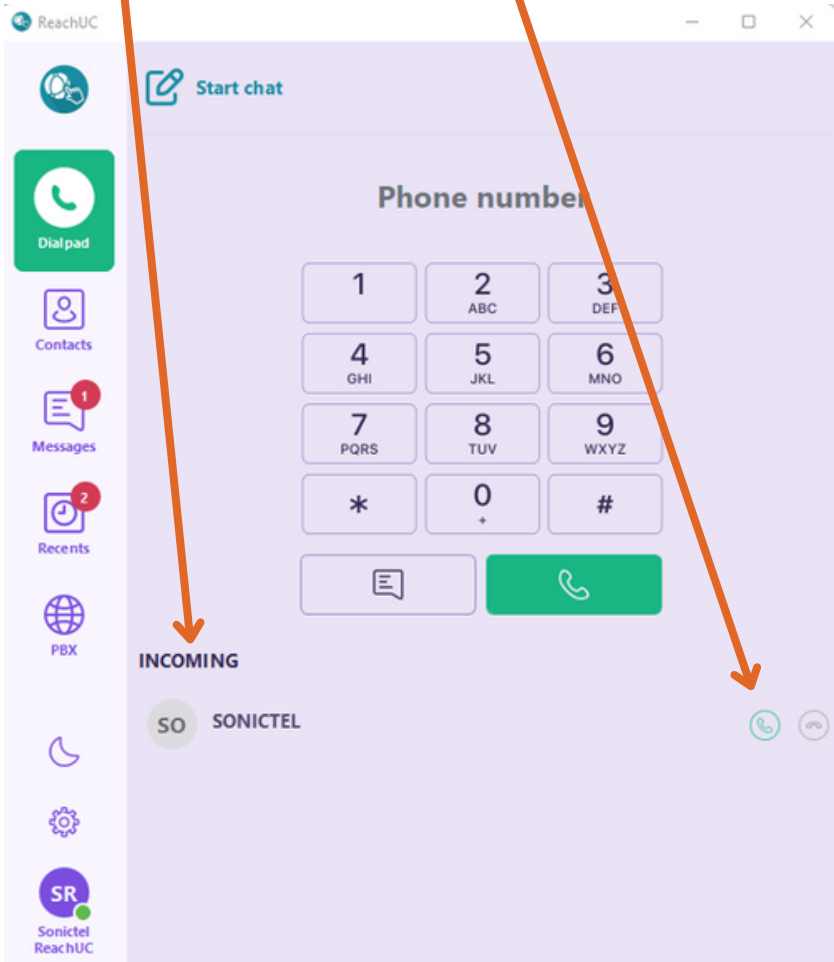 ReachUC
Start chat
Phone number
Dialpad
Contacts
1
Messages
2
Recents
PBX
1
2
ABC
3
DEF
4
GHI
5
JKL
6
MNO
7
PQRS
8
TUV
9
WXYZ
*
0
+
#
INCOMING
SO SONICTEL
SR
Sonictel
ReachUC